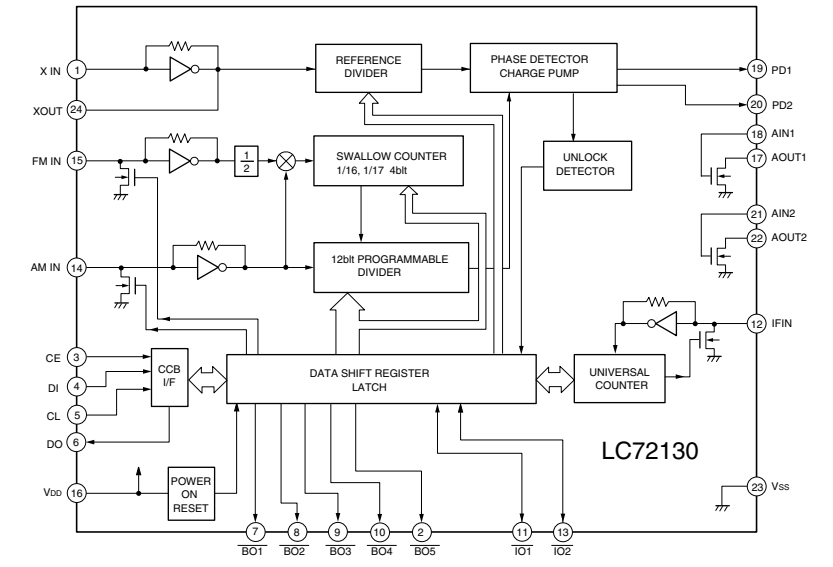 X IN 1
XOUT 24
FM IN 15
AM IN 14
CE 3
DI 4
CL 5
DO 6
VDD 16
REFERENCE
DIVIDER
PHASE DETECTOR
CHARGE PUMP
1
2
SWALLOW COUNTER
1/16, 1/17 4blt
UNLOCK
DETECTOR
12blt PROGRAMMABLE
DIVIDER
CCB
I/F
DATA SHIFT REGISTER
LATCH
UNIVERSAL
COUNTER
POWER
ON
RESET
LC72130
19 PD1
20 PD2
18 AIN1
17 AOUT1
21 AIN2
22 AOUT2
12 IFIN
23 VSS
7 8 9 10 2 11 13
BO1 BO2 BO3 BO4 BO5 IO1 IO2